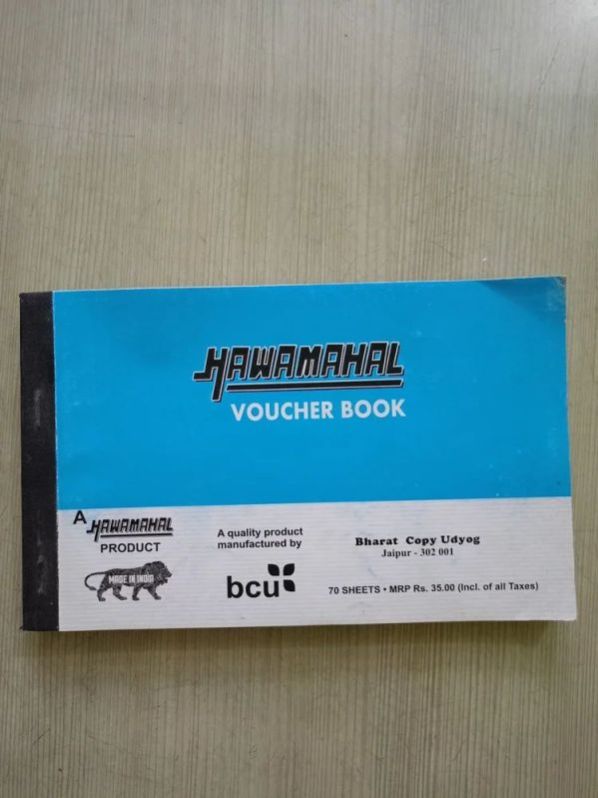 HAWAMAHAL
VOUCHER BOOK
A HAWAMAHAL
PRODUCT
MADE IN INDIA
A quality product
manufactured by
bcu
Bharat Copy Udyog
Jaipur - 302 001
70 SHEETS • MRP Rs. 35.00 (Incl. of all Taxes)